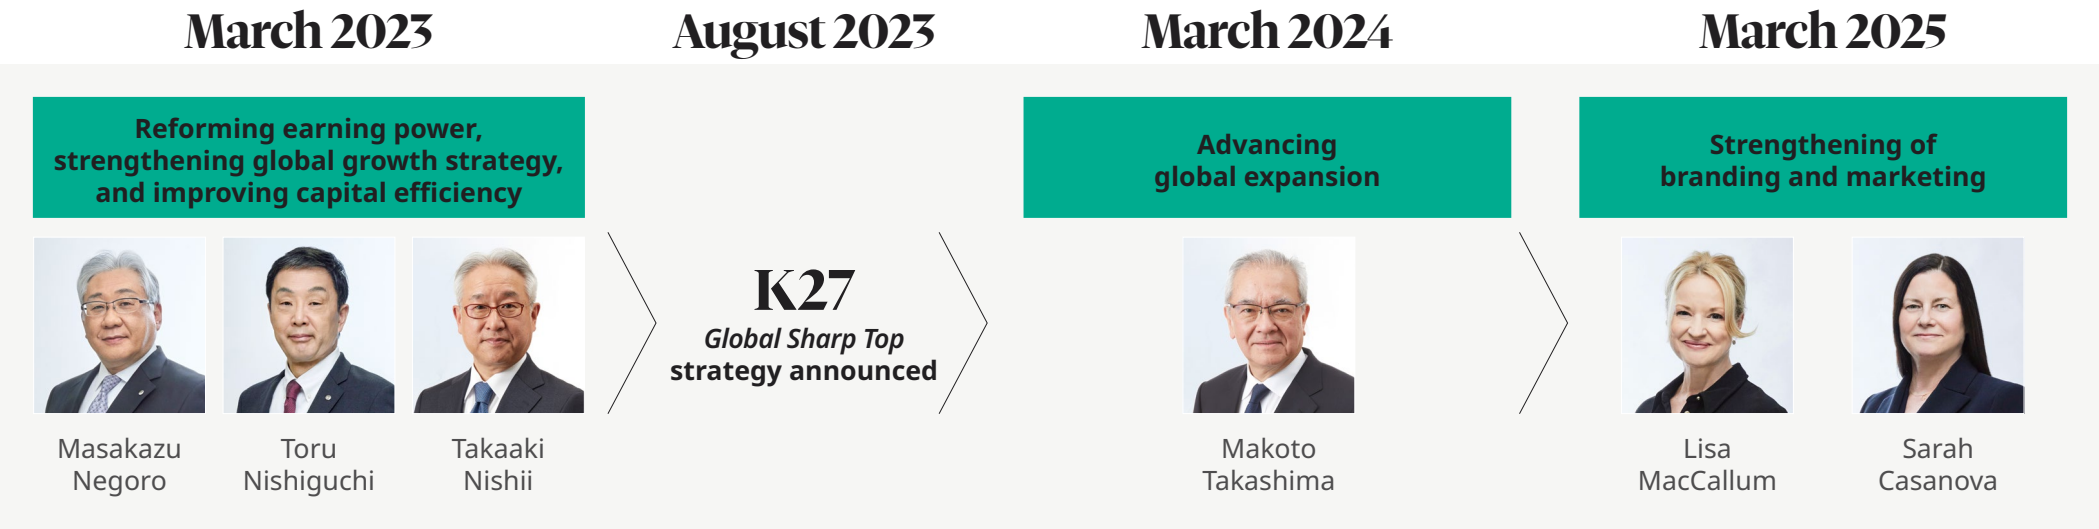 March 2023
August 2023
March 2024
March 2025
Reforming earning power,
strengthening global growth strategy,
and improving capital efficiency
Advancing
global expansion
Strengthening of
branding and marketing
K27
Global Sharp Top
strategy announced
Masakazu
Negoro
Toru
Nishiguchi
Takaaki
Nishii
Makoto
Takashima
Lisa
MacCallum
Sarah
Casanova